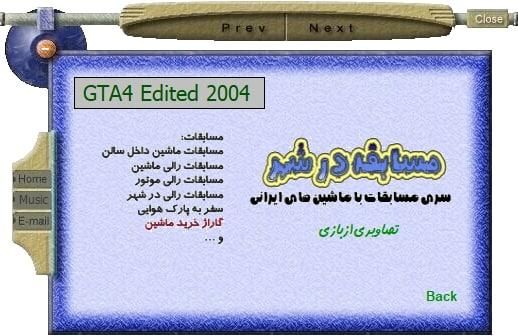 Prev
Next
Close
GTA4 Edited 2004
مسابقه در شهر
سری مسابقات با ماشین های ایرانی
تصاویری از بازی
مسابقات:
مسابقات ماشین داخل سالن
مسابقات رالی ماشین
مسابقات رالی موتور
مسابقات رالی در شهر
سفر به پارک هوایی
گاراژ خرید ماشین
و ...
Home
Music
E-mail
Back